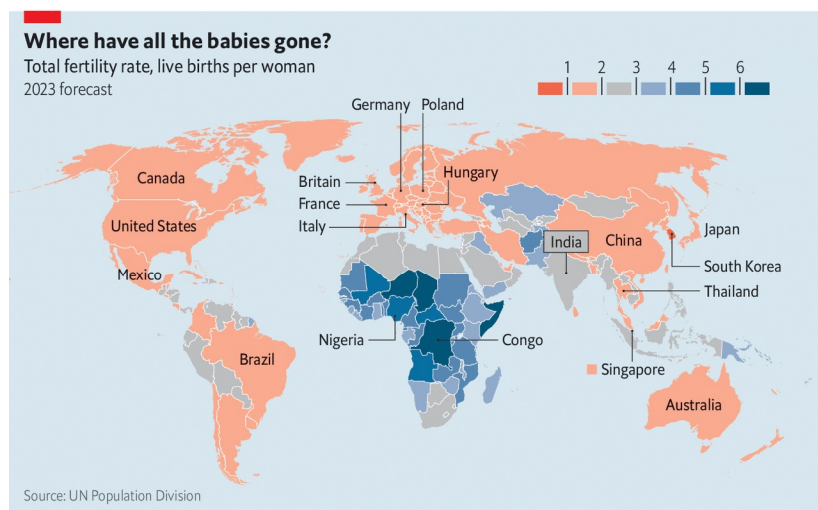 Where have all the babies gone?
Total fertility rate, live births per woman
2023 forecast
1 2 3 4 5 6
Germany Poland
Hungary
Canada
Britain
France
United States
Italy
India
China
Japan
Mexico
South Korea
Thailand
Nigeria
Congo
Brazil
Singapore
Australia
Source: UN Population Division